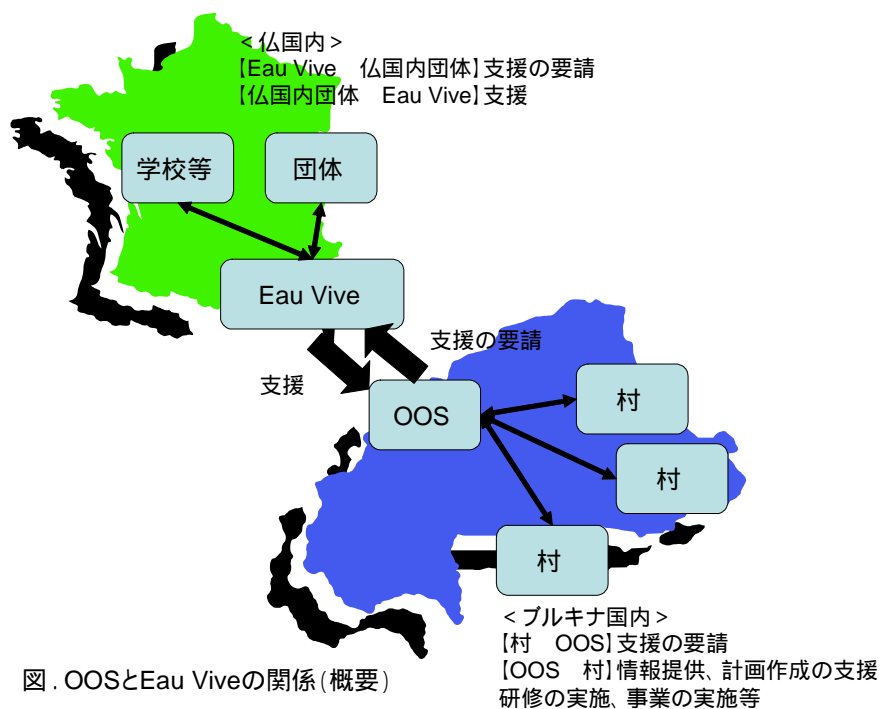 ＜仏国内＞
【Eau Vive　仏国内団体】支援の要請
【仏国内団体　Eau Vive】支援
学校等
団体
Eau Vive
支援の要請
支援
OOS
村
村
村
＜ブルキナ国内＞
【村　OOS】支援の要請
【OOS　村】情報提供、計画作成の支援
研修の実施、事業の実施等
図．OOSとEau Viveの関係（概要）